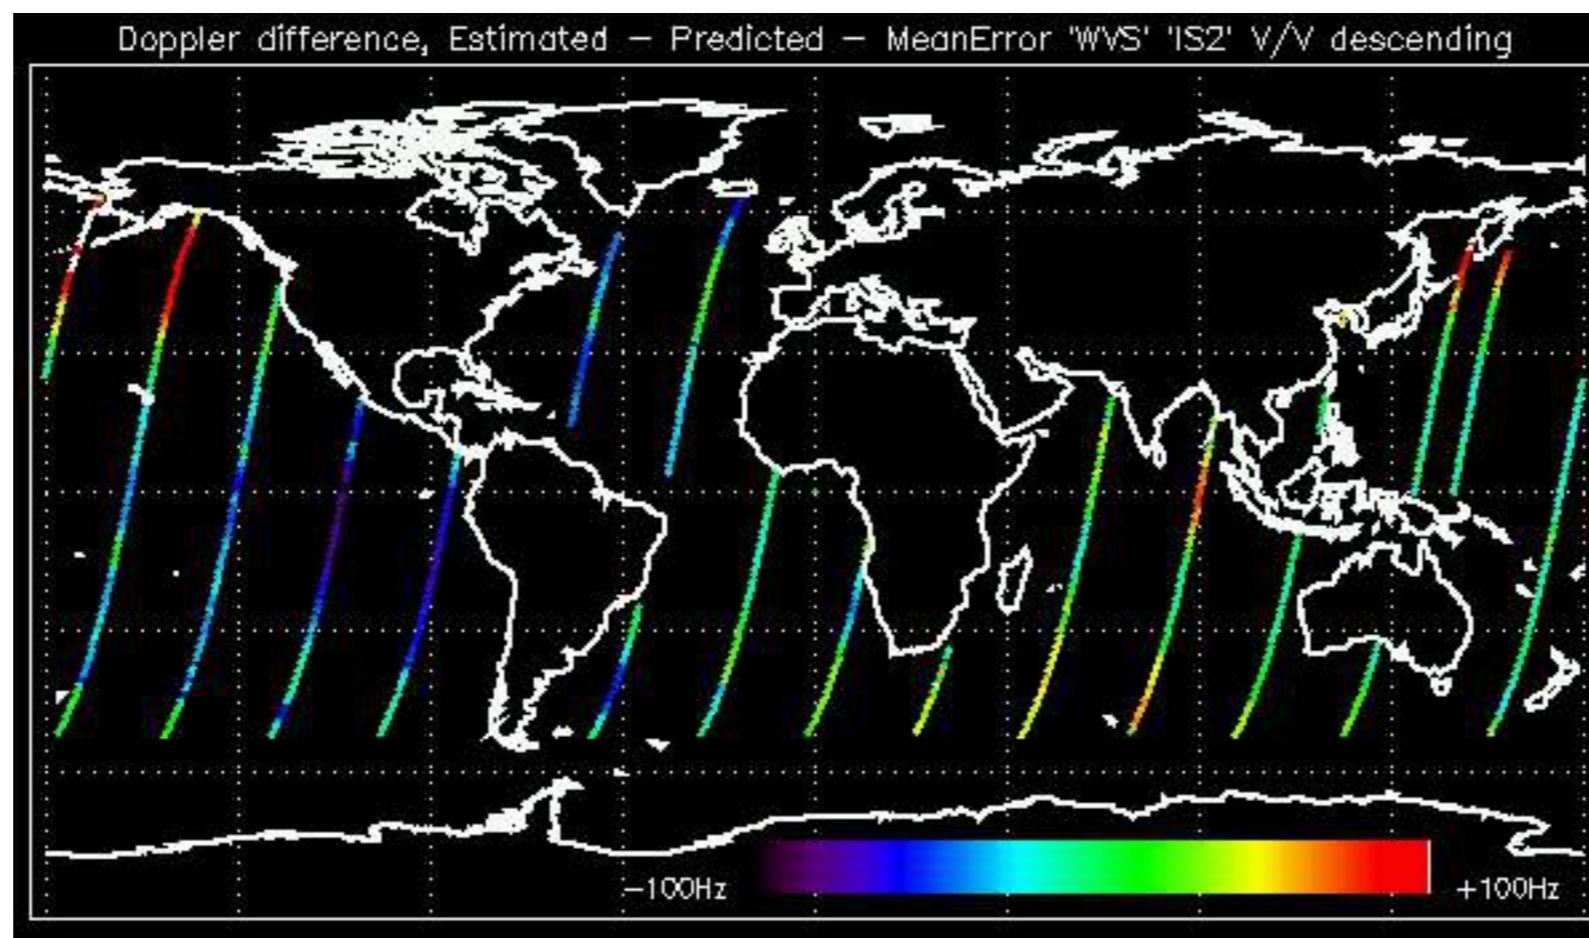 Doppler difference, Estimated – Predicted – MeanError 'WVS' 'IS2' V/V descending
–100Hz
+100Hz